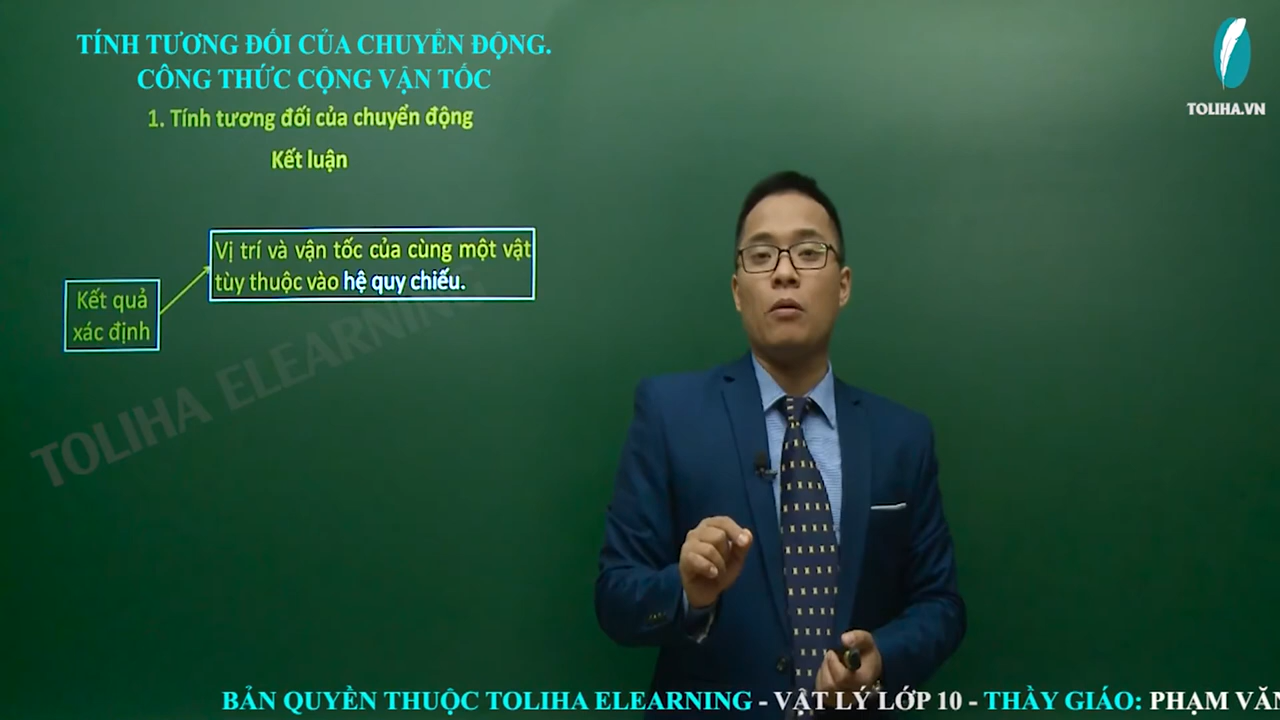 TÍNH TƯƠNG ĐỐI CỦA CHUYỂN ĐỘNG.
CÔNG THỨC CỘNG VẬN TỐC
1. Tính tương đối của chuyển động
Kết luận
TOLIHA.VN
Vị trí và vận tốc của cùng một vật
tùy thuộc vào hệ quy chiếu.
Kết quả
xác định
TOLIHA ELEARNING
BẢN QUYỀN THUỘC TOLIHA ELEARNING - VẬT LÝ LỚP 10 - THẦY GIÁO: PHẠM VĂN